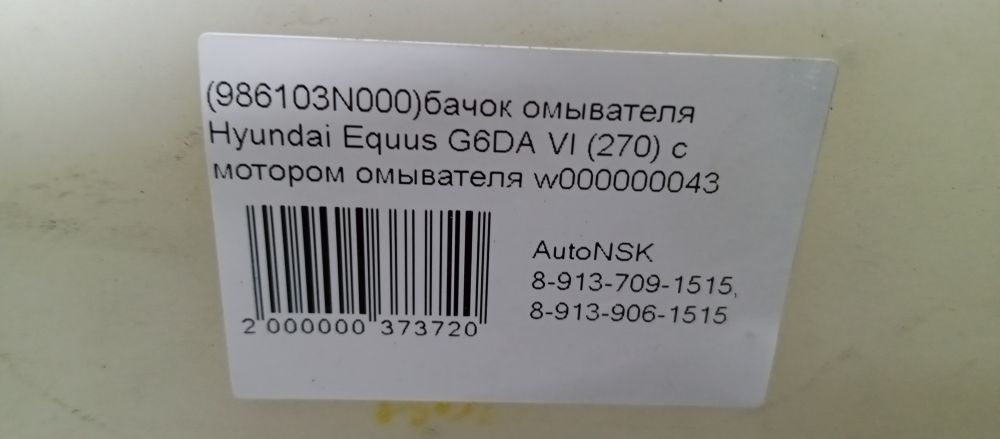 (986103N000)бачок омывателя
Hyundai Equus G6DA VI (270) с
мотором омывателя w000000043
AutoNSK
8-913-709-1515,
8-913-906-1515
2 000000 373720